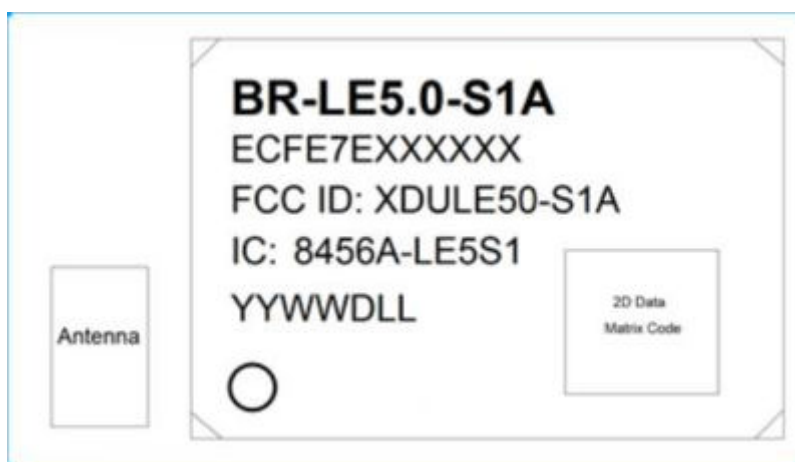 BR-LE5.0-S1A
ECFE7EXXXXXX
FCC ID: XDULE50-S1A
IC: 8456A-LE5S1
YYWWDLL
Antenna
2D Data
Matrix Code